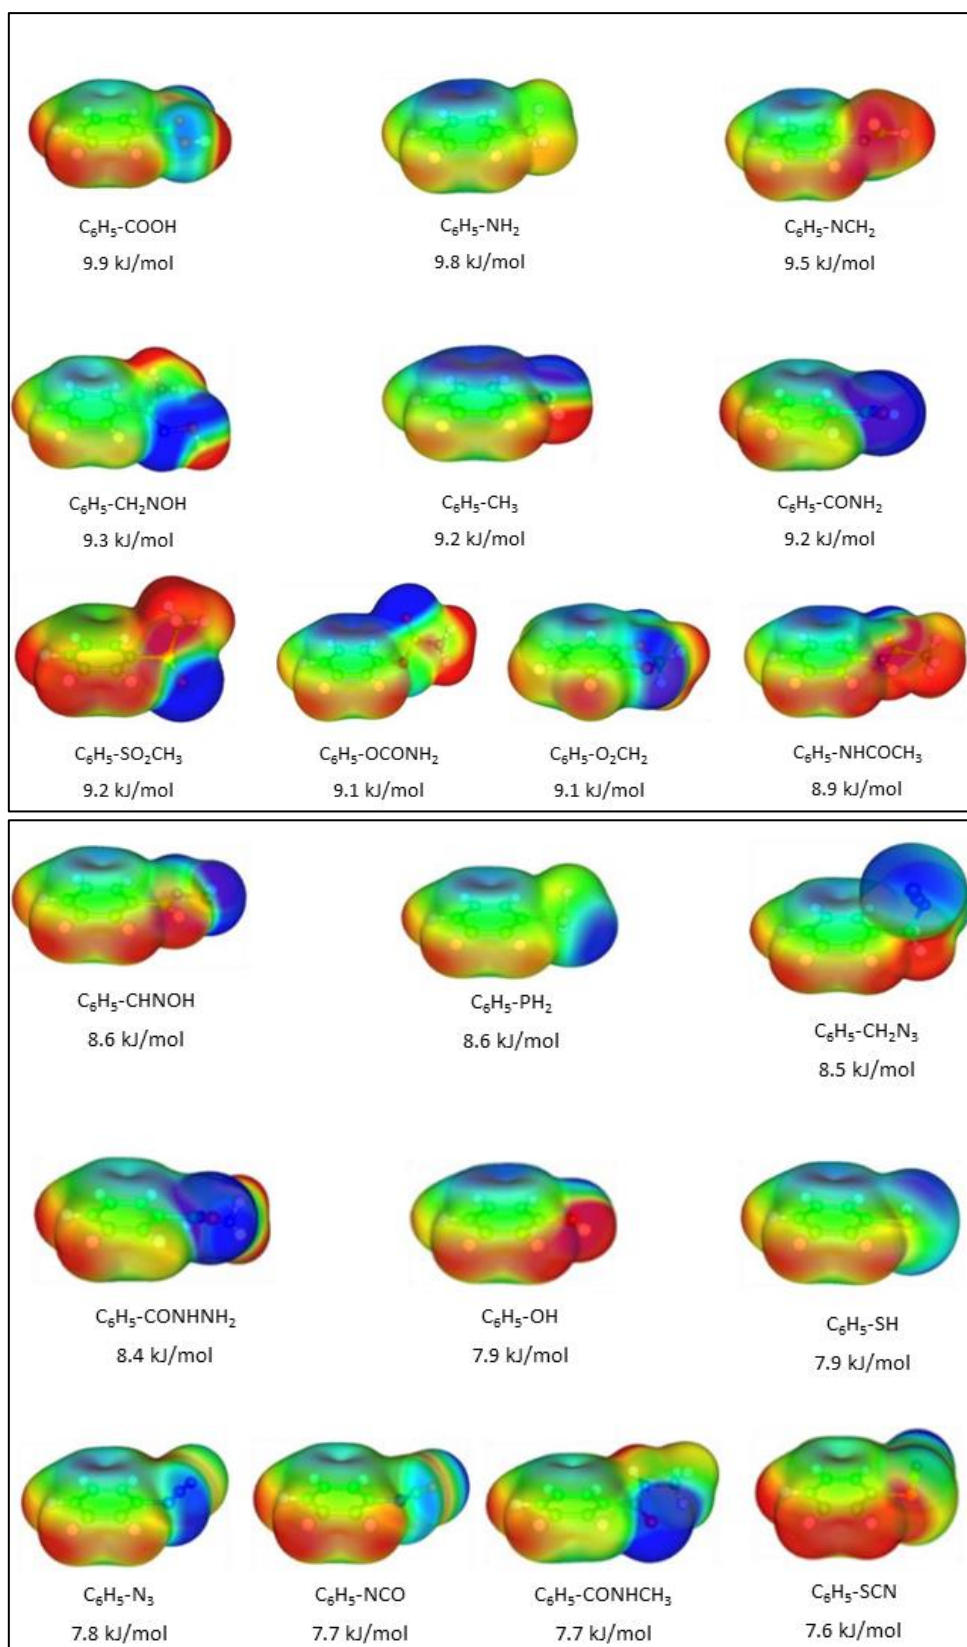 C₆H₅-COOH
9.9 kJ/mol
C₆H₅-NH₂
9.8 kJ/mol
C₆H₅-NCH₂
9.5 kJ/mol
C₆H₅-CH₂NOH
9.3 kJ/mol
C₆H₅-CH₃
9.2 kJ/mol
C₆H₅-CONH₂
9.2 kJ/mol
C₆H₅-SO₂CH₃
9.2 kJ/mol
C₆H₅-OCONH₂
9.1 kJ/mol
C₆H₅-O₂CH₂
9.1 kJ/mol
C₆H₅-NHCOCH₃
8.9 kJ/mol
C₆H₅-CHNOH
8.6 kJ/mol
C₆H₅-PH₂
8.6 kJ/mol
C₆H₅-CH₂N₃
8.5 kJ/mol
C₆H₅-CONHNH₂
8.4 kJ/mol
C₆H₅-OH
7.9 kJ/mol
C₆H₅-SH
7.9 kJ/mol
C₆H₅-N₃
7.8 kJ/mol
C₆H₅-NCO
7.7 kJ/mol
C₆H₅-CONHCH₃
7.7 kJ/mol
C₆H₅-SCN
7.6 kJ/mol